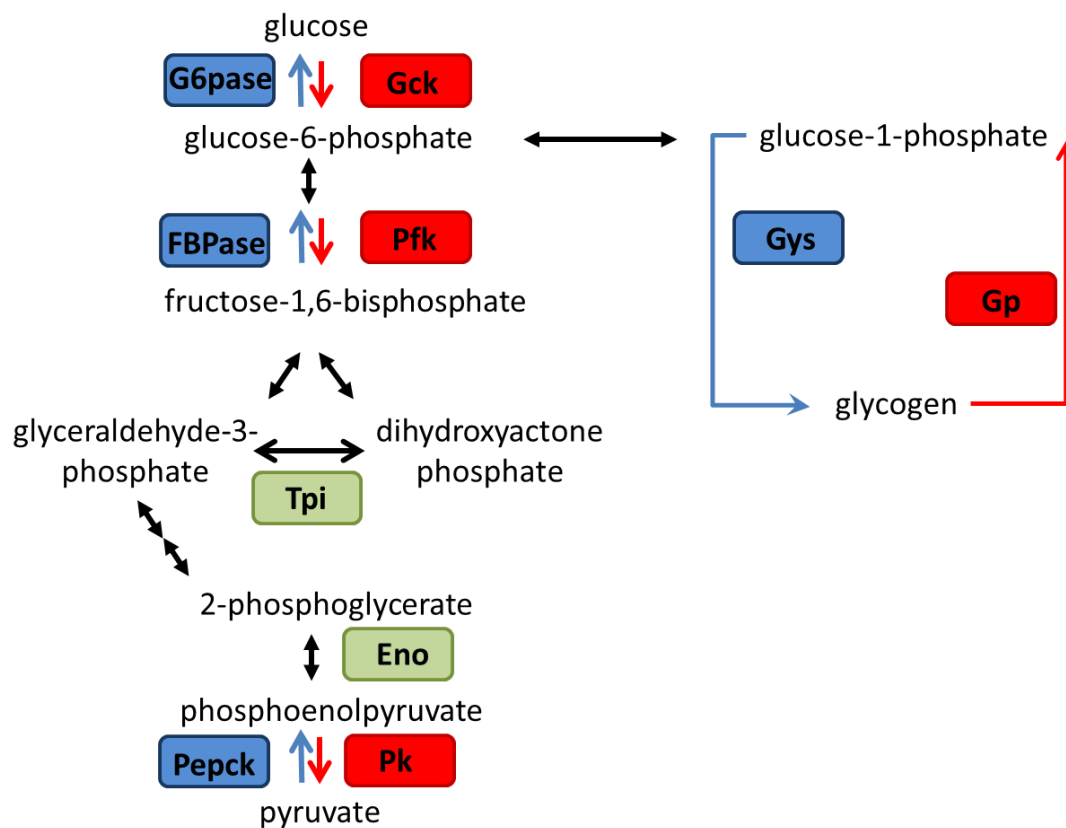 glucose
G6pase
Gck
glucose-6-phosphate
glucose-1-phosphate
FBPase
Pfk
Gys
fructose-1,6-bisphosphate
Gp
glycogen
glyceraldehyde-3-
phosphate
dihydroxyactone
phosphate
Tpi
2-phosphoglycerate
Eno
phosphoenolpyruvate
Pepck
Pk
pyruvate